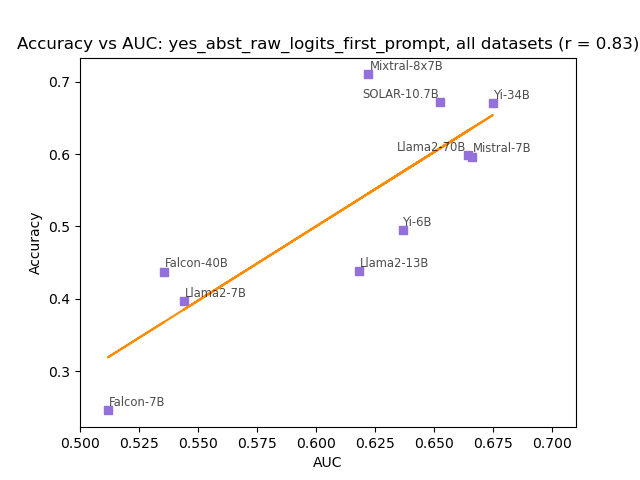 Accuracy vs AUC: yes_abst_raw_logits_first_prompt, all datasets (r = 0.83)
Mixtral-8x7B
SOLAR-10.7B
Yi-34B
Llama2-70B
Mistral-7B
Yi-6B
Falcon-40B
Llama2-13B
Llama2-7B
Falcon-7B
Accuracy
0.7
0.6
0.5
0.4
0.3
0.500 0.525 0.550 0.575 0.600 0.625 0.650 0.675 0.700
AUC